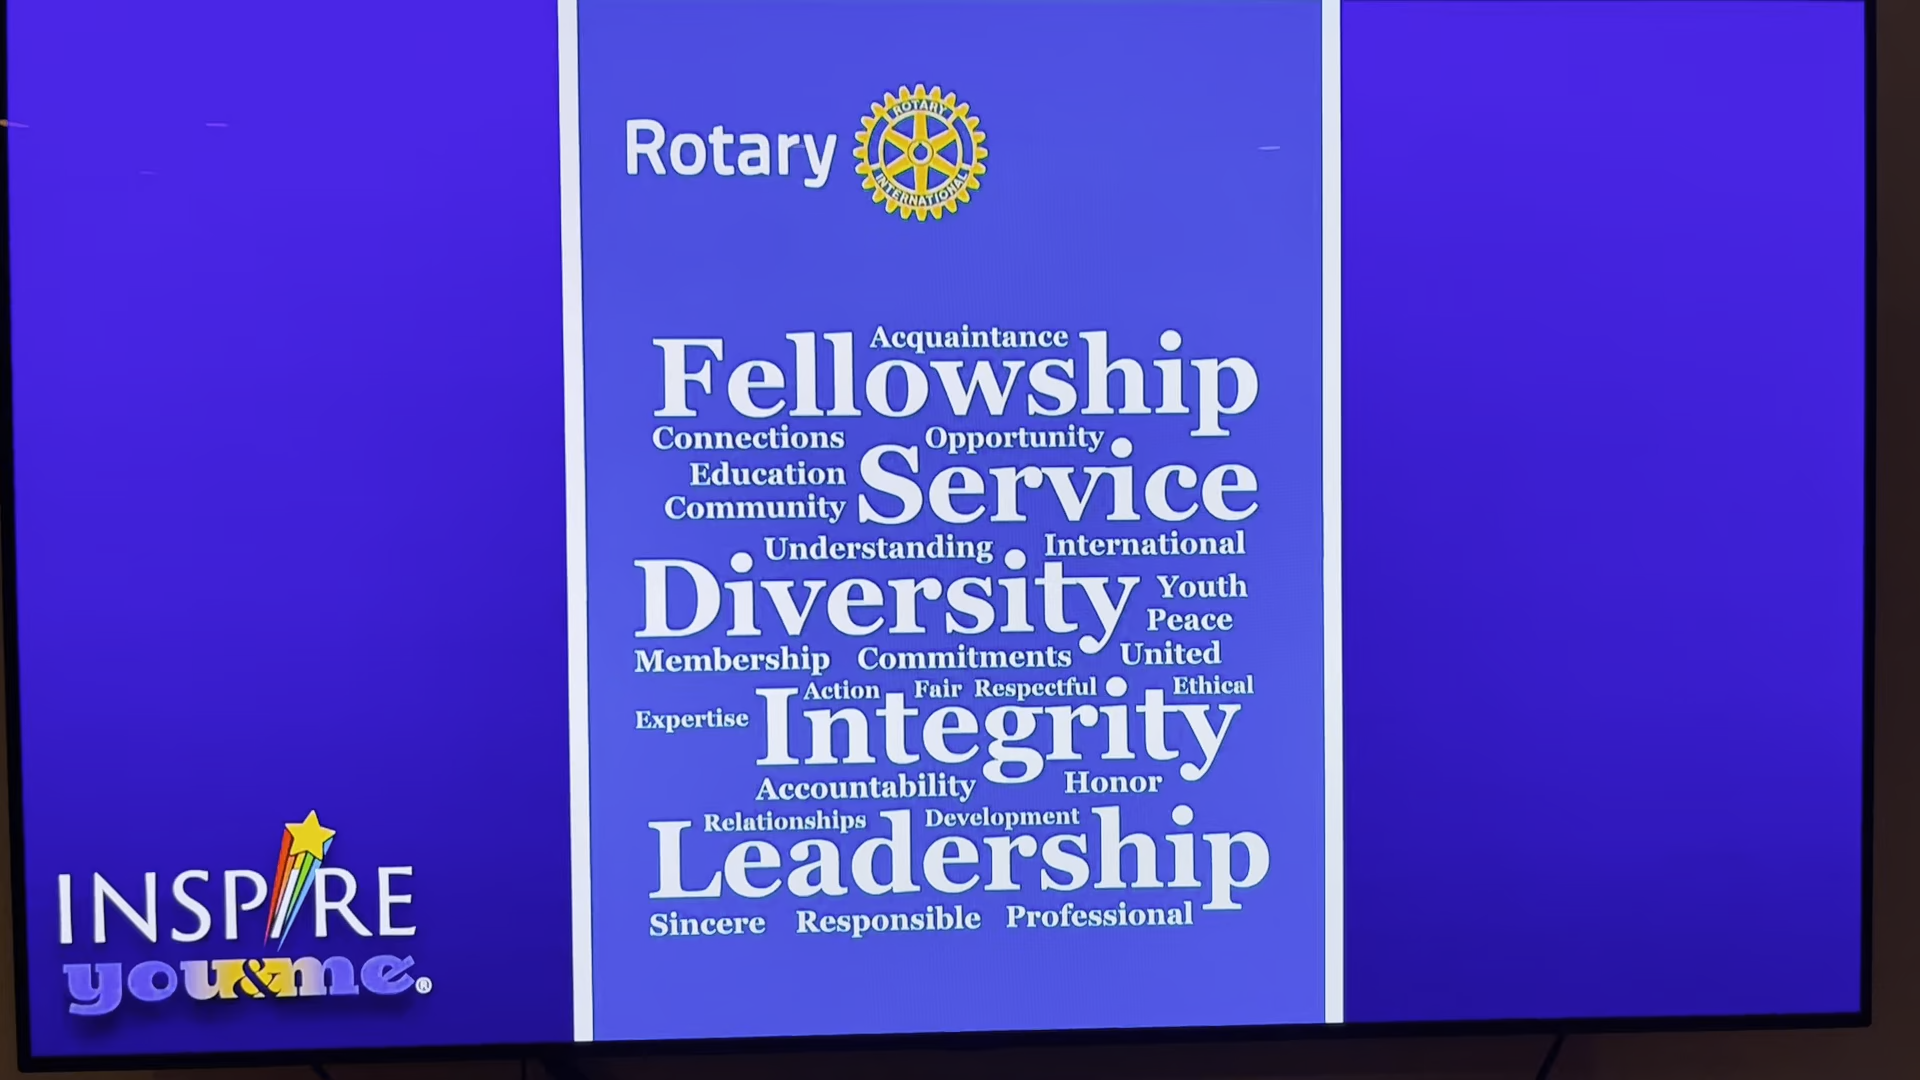 Rotary
ROTARY
INTERNATIONAL
Acquaintance
Fellowship
Connections Opportunity
Education
Service
Community
Understanding International
Diversity
Youth
Peace
Membership Commitments United
Action Fair Respectful Ethical
Expertise
Integrity
Accountability Honor
Relationships Development
Leadership
Sincere Responsible Professional
INSPIRE
you&me.®